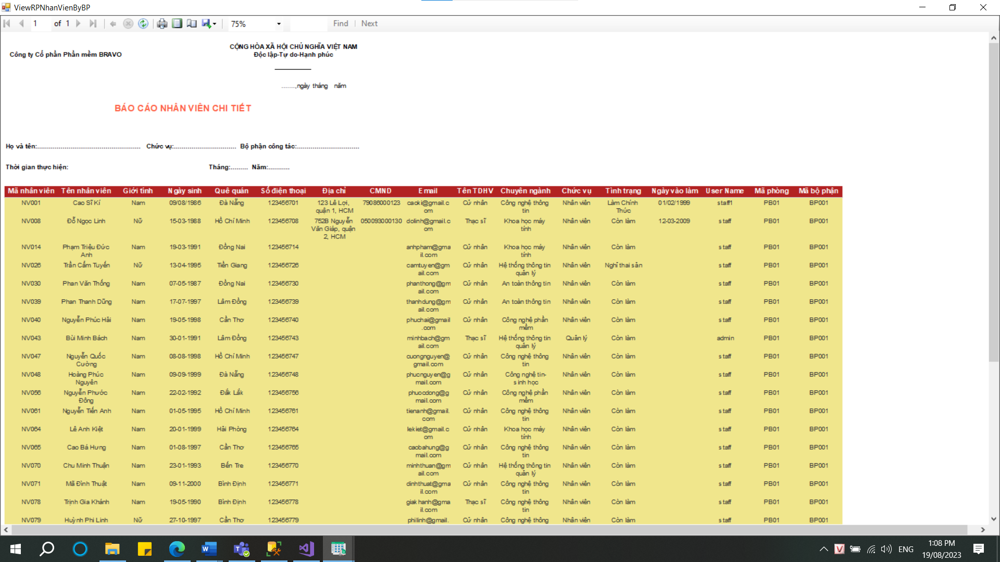 ViewRPNhanVienByBP
1 of 1 75% Find | Next
CỘNG HÒA XÃ HỘI CHỦ NGHĨA VIỆT NAM
Công ty Cổ phần Phần mềm BRAVO Độc lập-Tự do-Hạnh phúc
.......,ngày tháng năm
BÁO CÁO NHÂN VIÊN CHI TIẾT
Họ và tên:..................................................... Chức vụ:................................ Bộ phận công tác:................................
Thời gian thực hiện: Tháng:......... Năm:...........
Mã nhân viên Tên nhân viên Giới tính Ngày sinh Quê quán Số điện thoại Địa chỉ CMND Email Tên TDHV Chuyên ngành Chức vụ Tình trạng Ngày vào làm User Name Mã phòng Mã bộ phận
NV001 Cao Sĩ Kí Nam 09/08/1986 Đà Nẵng 123456701 123 Lê Lợi, 79086000123 caoki@gmail.c Cử nhân Công nghệ thông Nhân viên Làm Chính 01/02/1999 staff1 PB01 BP001
quận 1, HCM om tin Thức
NV008 Đỗ Ngọc Linh Nữ 15-03-1988 Hồ Chí Minh 123456708 752B Nguyễn 050093000130 dolinh@gmail.c Thạc sĩ Khoa học máy Nhân viên Còn làm 12-03-2009 staff PB01 BP001
Văn Giáp, quận om tính
2, HCM
NV014 Phạm Triệu Đức Nam 19-03-1991 Đồng Nai 123456714 anhpham@gma Cử nhân Khoa học máy Nhân viên Còn làm staff PB01 BP001
Anh il.com tính
NV026 Trần Cẩm Tuyến Nữ 13-04-1995 Tiền Giang 123456726 camtuyen@gm Cử nhân Hệ thống thông tin Nhân viên Nghỉ thai sản staff PB01 BP001
ail.com quản lý
NV030 Phan Văn Thống Nam 07-05-1987 Đồng Nai 123456730 phanthong@gm Cử nhân An toàn thông tin Nhân viên Còn làm staff PB01 BP001
ail.com
NV039 Phan Thanh Dũng Nam 17-07-1997 Lâm Đồng 123456739 thanhdung@gm Cử nhân An toàn thông tin Nhân viên Còn làm staff PB01 BP001
ail.com
NV040 Nguyễn Phúc Hải Nam 19-05-1998 Cần Thơ 123456740 phuchai@gmail Cử nhân Công nghệ phần Nhân viên Còn làm staff PB01 BP001
.com mềm
NV043 Bùi Minh Bách Nam 30-01-1991 Lâm Đồng 123456743 minhbach@gm Thạc sĩ Hệ thống thông tin Quản lý Còn làm admin PB01 BP001
ail.com quản lý
NV047 Nguyễn Quốc Nam 08-08-1998 Hồ Chí Minh 123456747 cuongnguyen@ Cử nhân Công nghệ thông Nhân viên Còn làm staff PB01 BP001
Cường gmail.com tin
NV048 Hoàng Phúc Nam 09-09-1999 Đà Nẵng 123456748 phucnguyen@g Cử nhân Công nghệ tin- Nhân viên Còn làm staff PB01 BP001
Nguyên mail.com sinh học
NV056 Nguyễn Phước Nam 22-02-1992 Đắk Lắk 123456756 phuocdong@g Cử nhân Công nghệ phần Nhân viên Còn làm staff PB01 BP001
Đông mail.com mềm
NV061 Nguyễn Tiến Anh Nam 01-05-1995 Hồ Chí Minh 123456761 tienanh@gmail. Cử nhân Công nghệ thông Nhân viên Còn làm staff PB01 BP001
com tin
NV064 Lê Anh Kiệt Nam 20-01-1999 Hải Phòng 123456764 lekiet@gmail.c Cử nhân Khoa học máy Nhân viên Còn làm staff PB01 BP001
om tính
NV065 Cao Bá Hưng Nam 01-08-1997 Cần Thơ 123456765 caobahung@g Cử nhân Công nghệ thông Nhân viên Còn làm staff PB01 BP001
mail.com tin
NV070 Chu Minh Thuận Nam 23-01-1993 Bến Tre 123456770 minhthuan@gm Cử nhân Hệ thống thông tin Nhân viên Còn làm staff PB01 BP001
ail.com quản lý
NV071 Mã Đình Thuật Nam 09-11-2000 Bình Định 123456771 dinhthuat@gma Cử nhân Công nghệ thông Nhân viên Còn làm staff PB01 BP001
il.com tin
NV078 Trịnh Gia Khánh Nam 19-05-1990 Bình Định 123456778 giakhanh@gma Thạc sĩ Công nghệ thông Nhân viên Còn làm staff PB01 BP001
il.com tin
NV079 Huỳnh Phi Linh Nữ 27-10-1997 Cần Thơ 123456779 philinh@gmail. Cử nhân Công nghệ thông Nhân viên Còn làm staff PB01 BP001
ENG 1:08 PM
19/08/2023